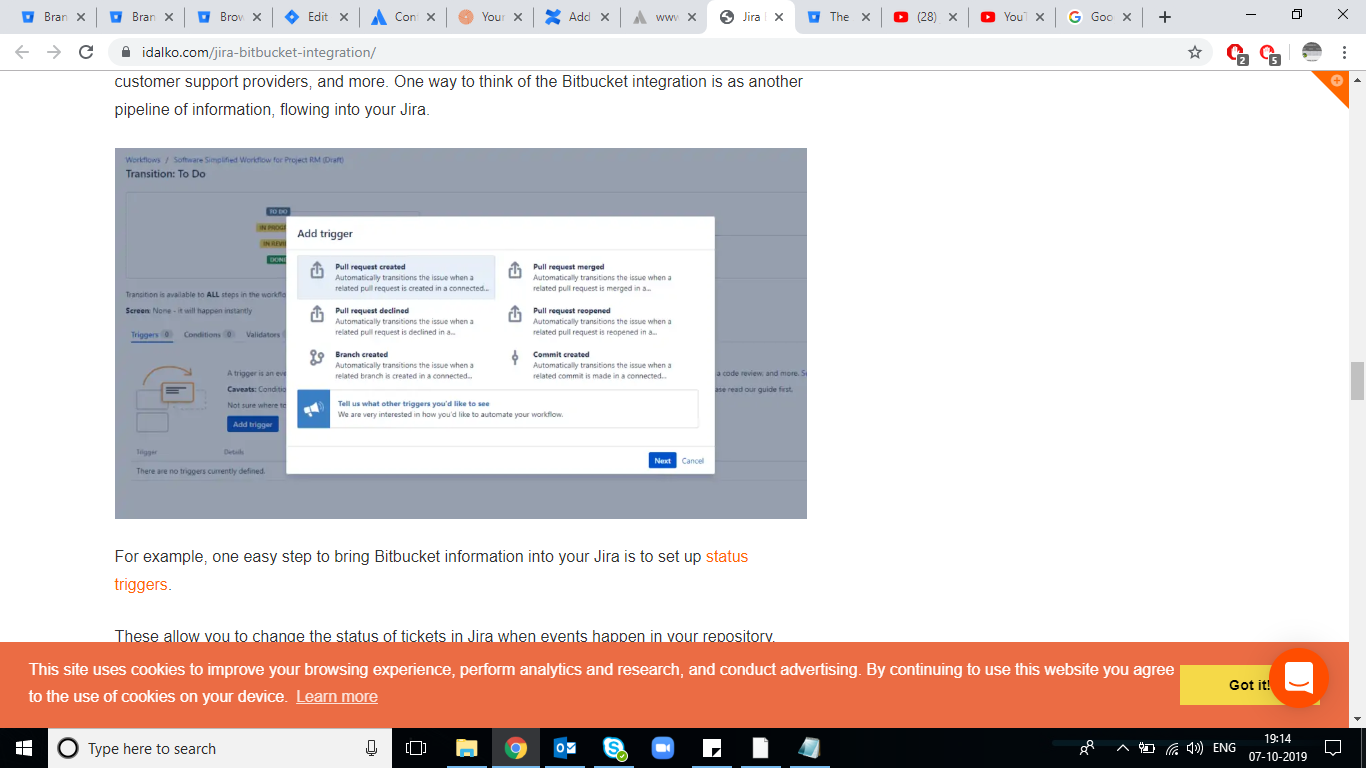 Bran
Bran
Brow
Edit
Con
Your
Add
www
Jira
The
(28)
YouT
Goo
idalko.com/jira-bitbucket-integration/
2
5
customer support providers, and more. One way to think of the Bitbucket integration is as another
pipeline of information, flowing into your Jira.
Workflows / Software Simplified Workflow for Project RM (Draft)
Transition: To Do
TO DO
IN PROG
IN REVI
DON
Add trigger
Pull request created
Automatically transitions the issue when a
related pull request is created in a connected...
Pull request merged
Automatically transitions the issue when a
related pull request is merged in a...
Pull request declined
Automatically transitions the issue when a
related pull request is declined in a...
Pull request reopened
Automatically transitions the issue when a
related pull request is reopened in a...
Branch created
Automatically transitions the issue when a
related branch is created in a connected...
Commit created
Automatically transitions the issue when a
related commit is made in a connected...
Tell us what other triggers you'd like to see
We are very interested in how you'd like to automate your workflow.
Next Cancel
Transition is available to ALL steps in the workflo
Screen: None - it will happen instantly
Triggers 0 Conditions 0 Validators
A trigger is an eve
a code review, and more. S
Caveats: Conditio
ase read our guide first.
Not sure where to
Add trigger
Trigger Details
There are no triggers currently defined.
For example, one easy step to bring Bitbucket information into your Jira is to set up status
triggers.
These allow you to change the status of tickets in Jira when events happen in your repository.
This site uses cookies to improve your browsing experience, perform analytics and research, and conduct advertising. By continuing to use this website you agree
to the use of cookies on your device. Learn more
Got it!
Type here to search
ENG
19:14
07-10-2019